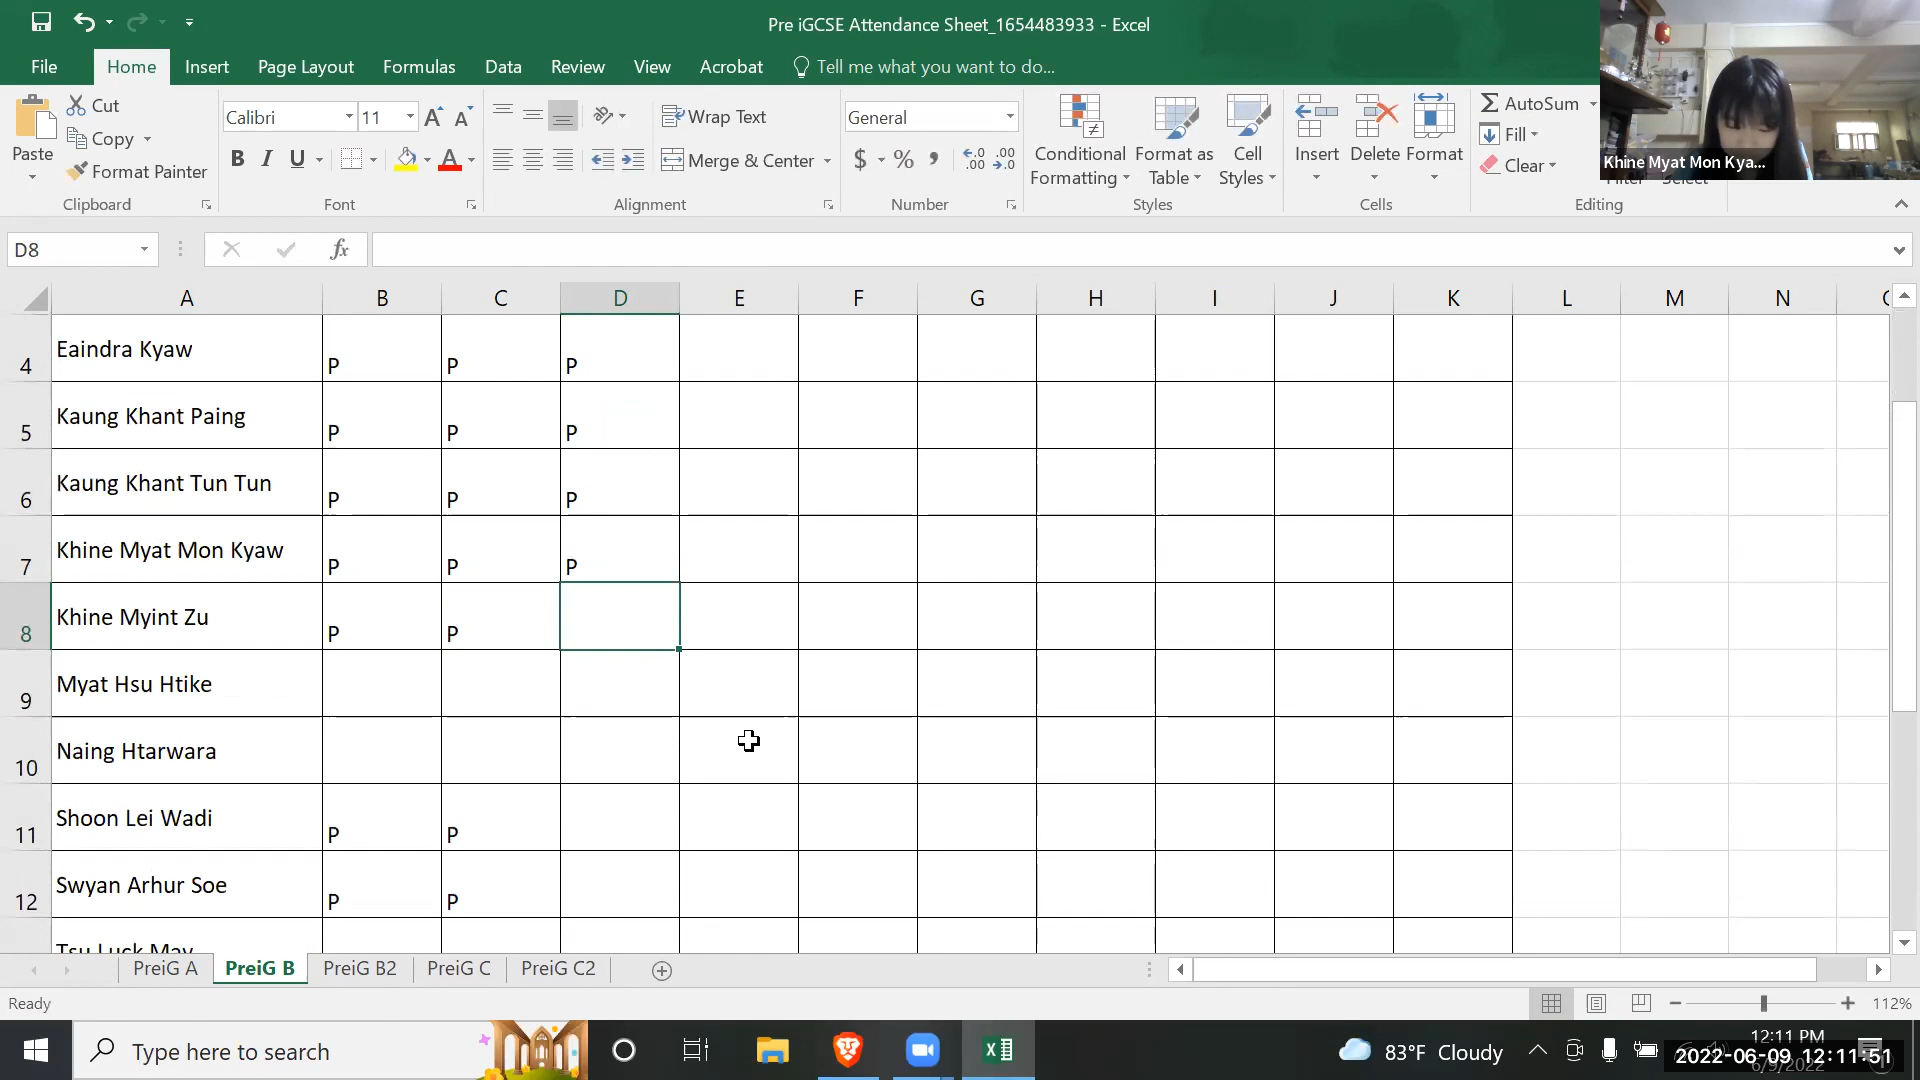 Pre iGCSE Attendance Sheet_1654483933 - Excel
File Home Insert Page Layout Formulas Data Review View Acrobat Tell me what you want to do...
Paste
Cut
Copy
Format Painter
Clipboard
Calibri 11
B I U
Font
Wrap Text
Merge & Center
Alignment
General
$ % ,
Number
Conditional Formatting
Format as Table
Cell Styles
Styles
Insert
Delete
Format
Cells
AutoSum
Fill
Clear
Editing
Khine Myat Mon Kya...
D8
fx
A B C D E F G H I J K L M N
4 Eaindra Kyaw P P P
5 Kaung Khant Paing P P P
6 Kaung Khant Tun Tun P P P
7 Khine Myat Mon Kyaw P P P
8 Khine Myint Zu P P
9 Myat Hsu Htike
10 Naing Htarwara
11 Shoon Lei Wadi P P
12 Swyan Arhur Soe P P
Tsu Luck May
PreiG A PreiG B PreiG B2 PreiG C PreiG C2
Ready
112%
Type here to search
83°F Cloudy
12:11 PM
2022-06-09 12:11:51
6/9/2022